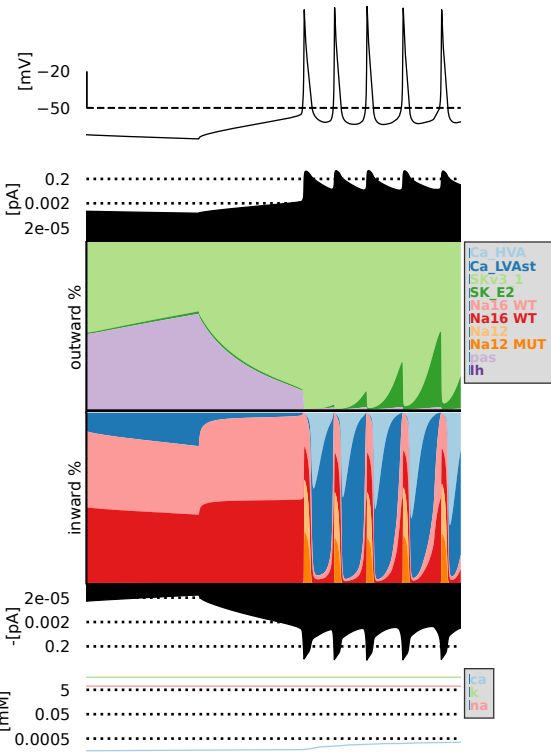 [mV]
−20
−50
[pA]
0.2
0.002
2e-05
outward %
Ca_HVA
Ca_LVAst
SKv3_1
SK_E2
Na16 WT
Na16 WT
Na12
Na12 MUT
pas
Ih
inward %
-[pA]
2e-05
0.002
0.2
[mM]
5
0.05
0.0005
ca
k
na